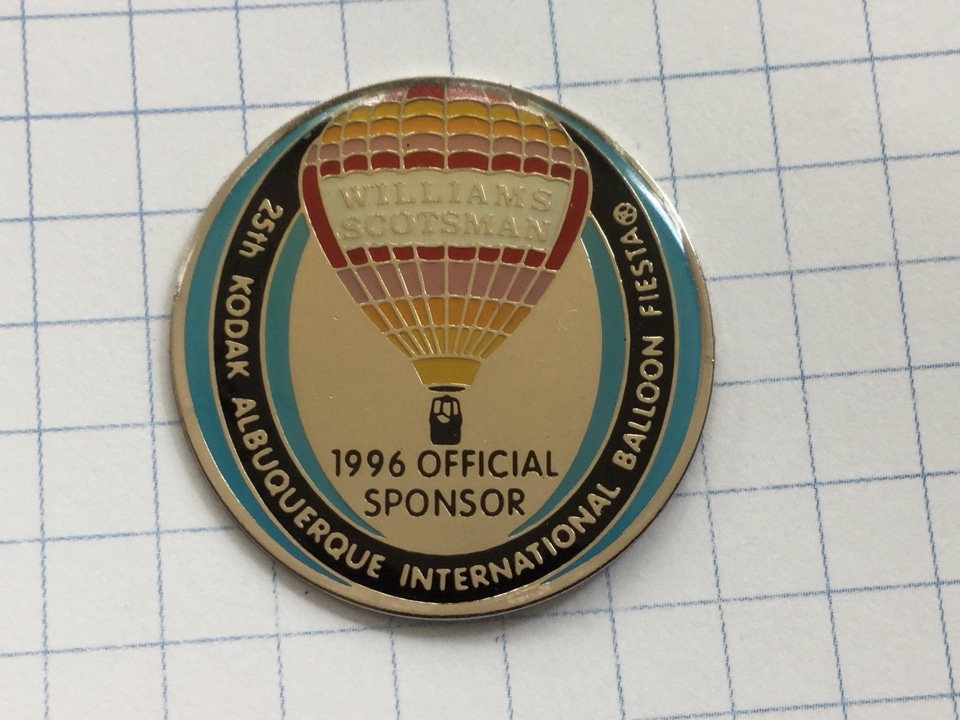 WILLIAMS
SCOTSMAN
1996 OFFICIAL
SPONSOR
25th KODAK ALBUQUERQUE INTERNATIONAL BALLOON FIESTA®